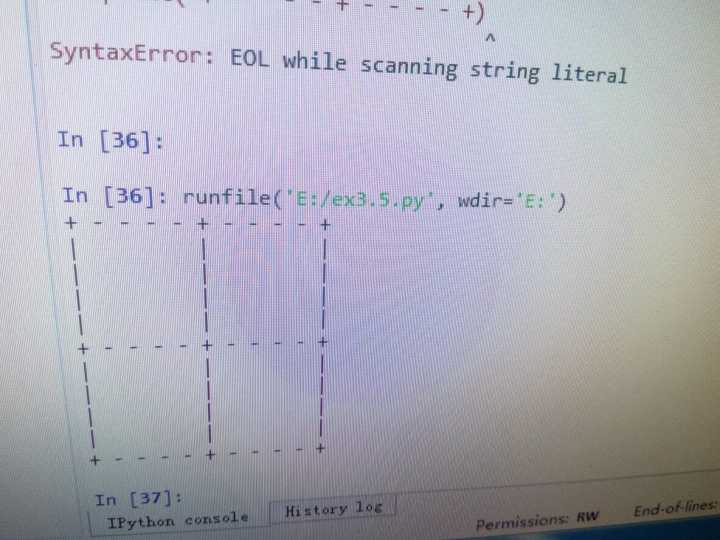 - - + - - - - +)
^
SyntaxError: EOL while scanning string literal
In [36]:
In [36]: runfile('E:/ex3.5.py', wdir='E:')
+ - - - - + - - - - +
|         |         |
|         |         |
|         |         |
|         |         |
+ - - - - + - - - - +
|         |         |
|         |         |
|         |         |
|         |         |
+ - - - - + - - - - +
In [37]:
IPython console History log
Permissions: RW End-of-lines: